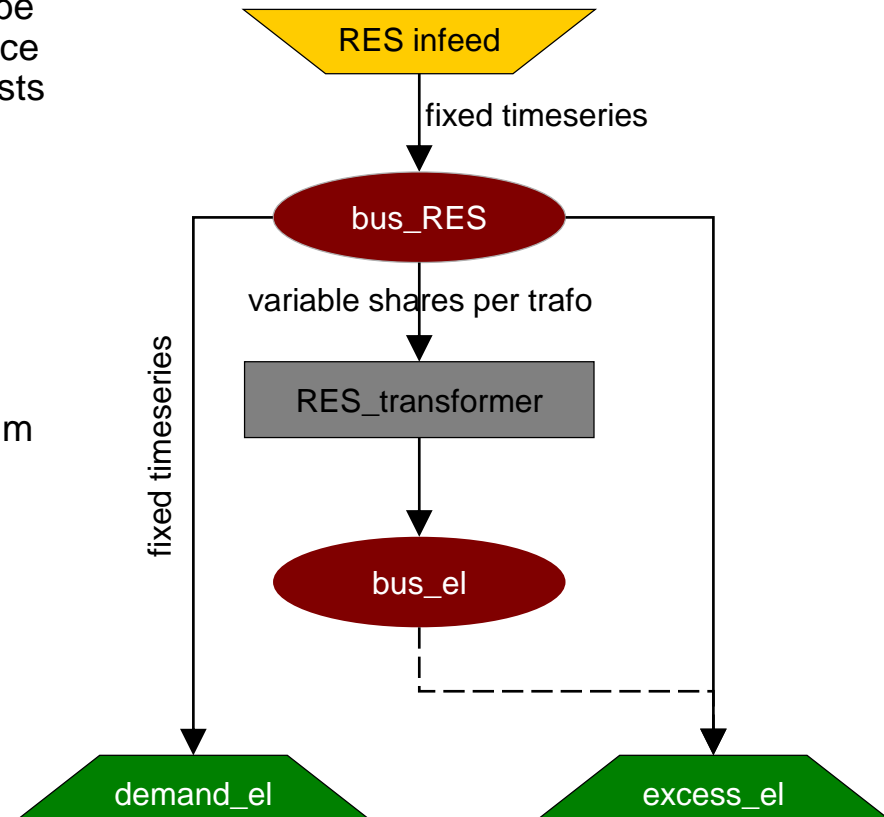 RES infeed
fixed timeseries
bus_RES
variable shares per trafo
fixed timeseries
RES_transformer
bus_el
demand_el
excess_el